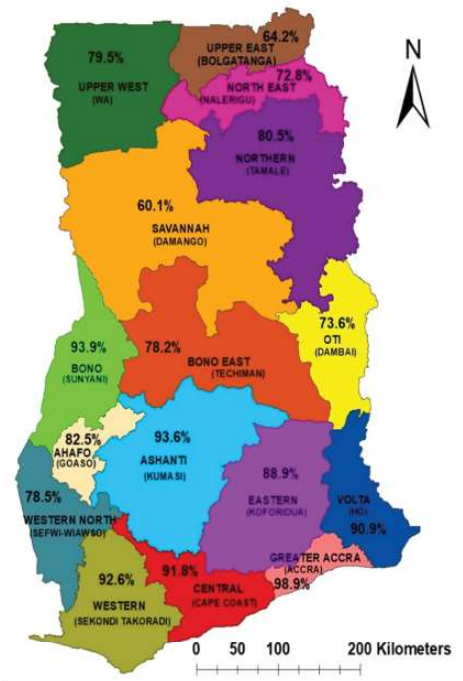 64.2%
UPPER EAST
(BOLGATANGA)
79.5%
UPPER WEST
(WA)
N
72.8%
NORTH EAST
(NALERIGU)
80.5%
NORTHERN
(TAMALE)
60.1%
SAVANNAH
(DAMANGO)
73.6%
OTI
(DAMBAI)
93.9%
BONO
(SUNYANI)
78.2%
BONO EAST
(TECHIMAN)
82.5%
AHAFO
(GOASO)
93.6%
ASHANTI
(KUMASI)
88.9%
EASTERN
(KOFORIDUA)
78.5%
WESTERN NORTH
(SEFWI-WIAWSO)
VOLTA
(HO)
90.9%
GREATER ACCRA
(ACCRA)
98.9%
92.6%
WESTERN
(SEKONDI TAKORADI)
91.8%
CENTRAL
(CAPE COAST)
0 50 100 200 Kilometers